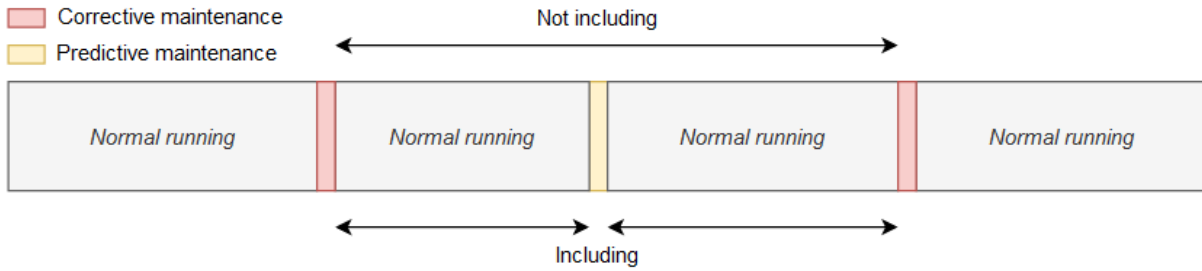 Corrective maintenance
Not including
Predictive maintenance
Normal running
Normal running
Normal running
Normal running
Including